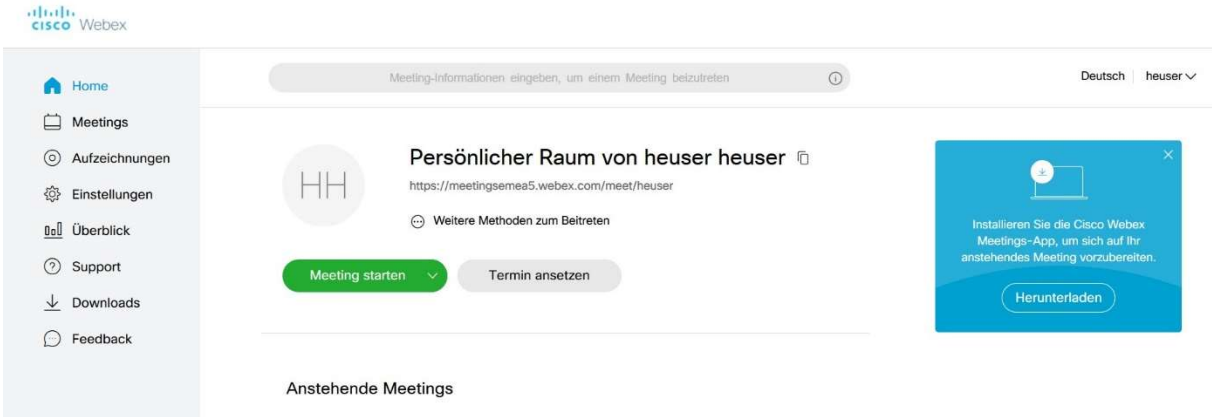 CISCO Webex
Home
Meetings
Aufzeichnungen
Einstellungen
Überblick
Support
Downloads
Feedback
Meeting-Informationen eingeben, um einem Meeting beizutreten
Deutsch heuser
HH
Persönlicher Raum von heuser heuser
https://meetingsemea5.webex.com/meet/heuser
Weitere Methoden zum Beitreten
Meeting starten
Termin ansetzen
Installieren Sie die Cisco Webex
Meetings-App, um sich auf Ihr
anstehendes Meeting vorzubereiten.
Herunterladen
Anstehende Meetings